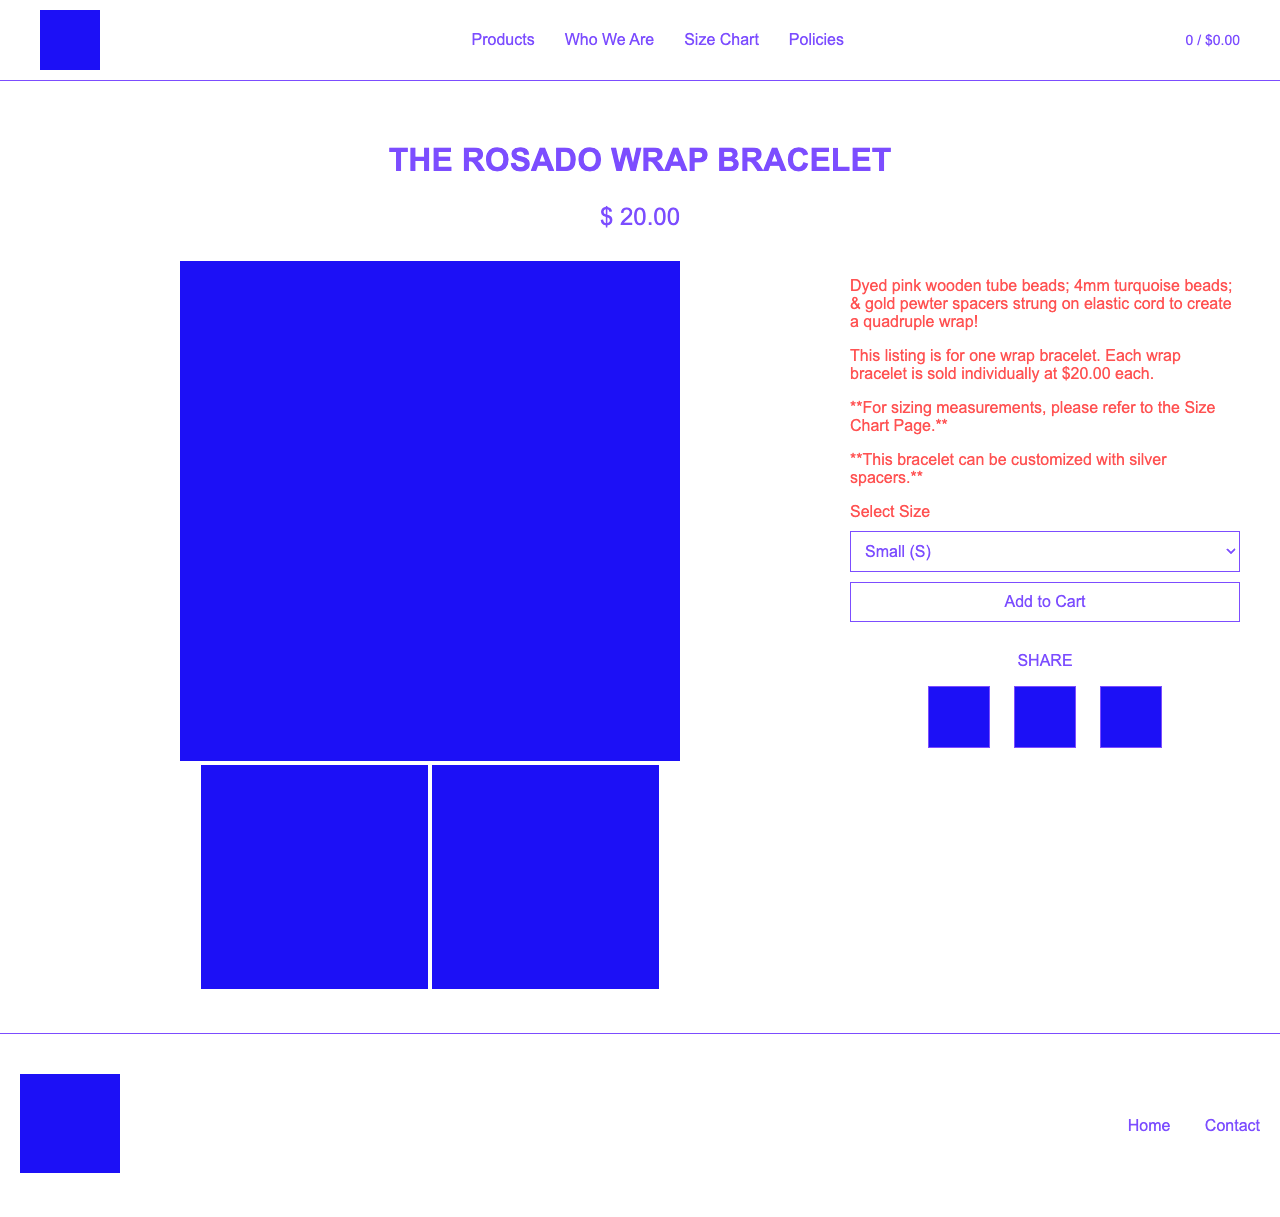 Products Who We Are Size Chart Policies 0 / $0.00
THE ROSADO WRAP BRACELET
$ 20.00
Dyed pink wooden tube beads; 4mm turquoise beads;
& gold pewter spacers strung on elastic cord to create
a quadruple wrap!
This listing is for one wrap bracelet. Each wrap
bracelet is sold individually at $20.00 each.
**For sizing measurements, please refer to the Size
Chart Page.**
**This bracelet can be customized with silver
spacers.**
Select Size
Small (S)
Add to Cart
SHARE
Home Contact